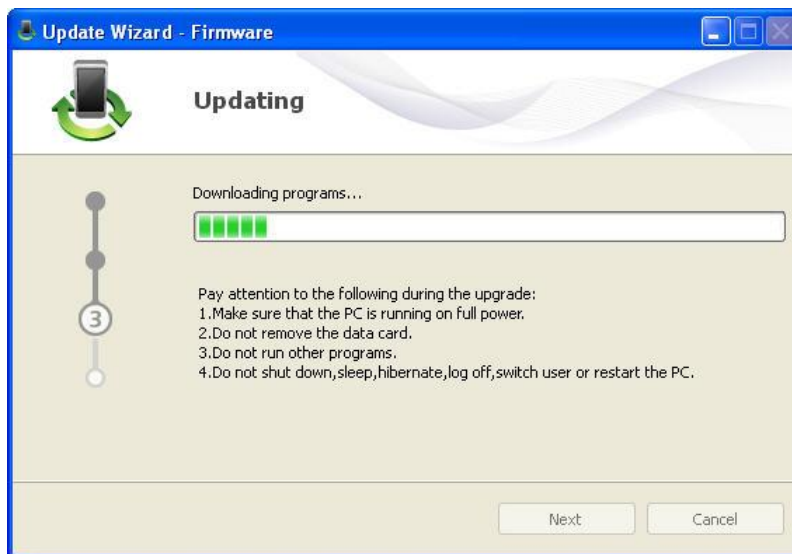 Update Wizard - Firmware
Updating
Downloading programs...
Pay attention to the following during the upgrade:
1.Make sure that the PC is running on full power.
2.Do not remove the data card.
3.Do not run other programs.
3
4.Do not shut down,sleep,hibernate,log off,switch user or restart the PC.
Next
Cancel